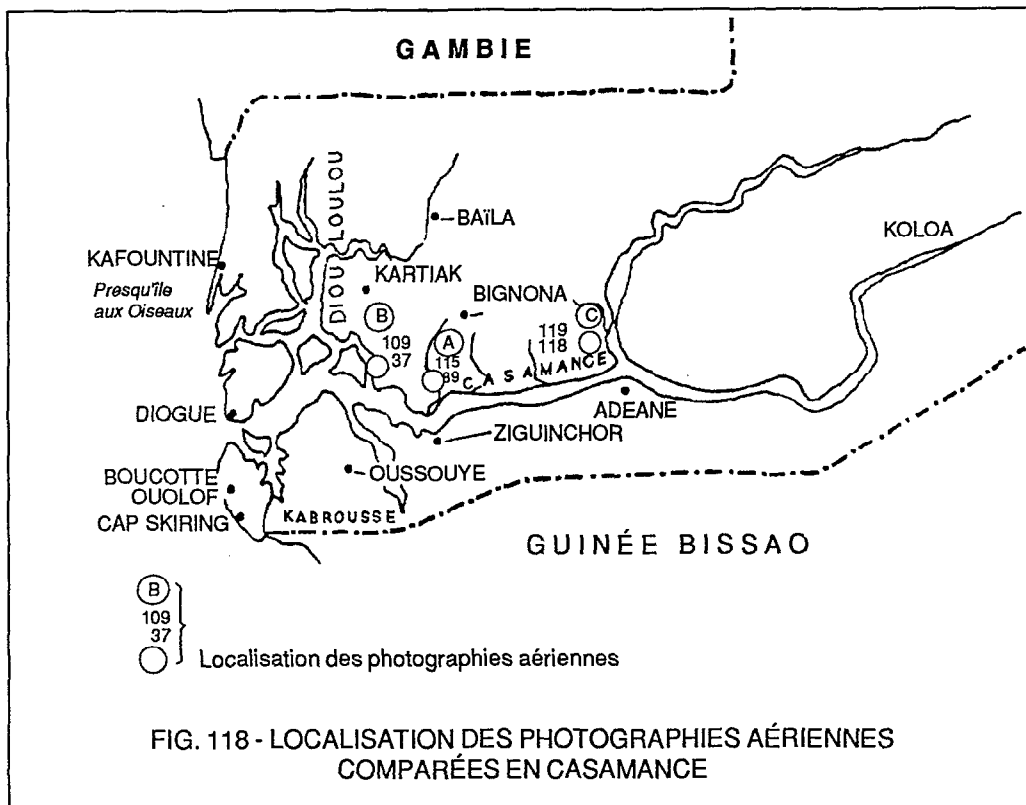 GAMBIE
DIOULOULOU
BAïLA
KAFOUNTINE
Presqu'île
aux Oiseaux
KARTIAK
KOLOA
BIGNONA
B
109
37
A
115
89
C
119
118
CASAMANCE
ADEANE
DIOGUE
ZIGUINCHOR
OUSSOUYE
BOUCOTTE
OUOLOF
CAP SKIRING
KABROUSSE
GUINÉE BISSAO
B
109
37
Localisation des photographies aériennes
FIG. 118 - LOCALISATION DES PHOTOGRAPHIES AÉRIENNES
COMPARÉES EN CASAMANCE